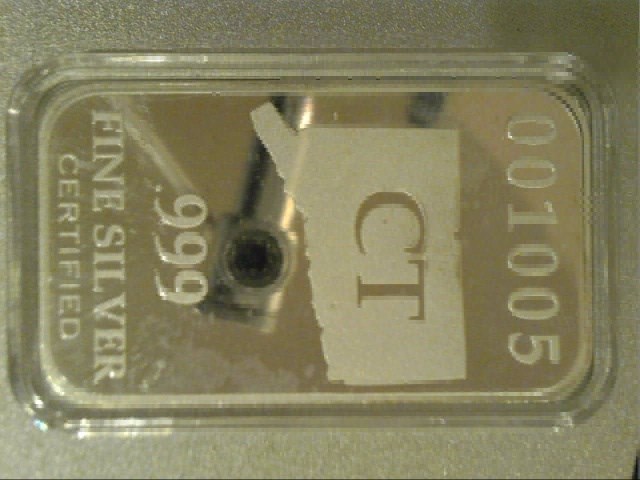 001005
CT
999
FINE SILVER
CERTIFIED